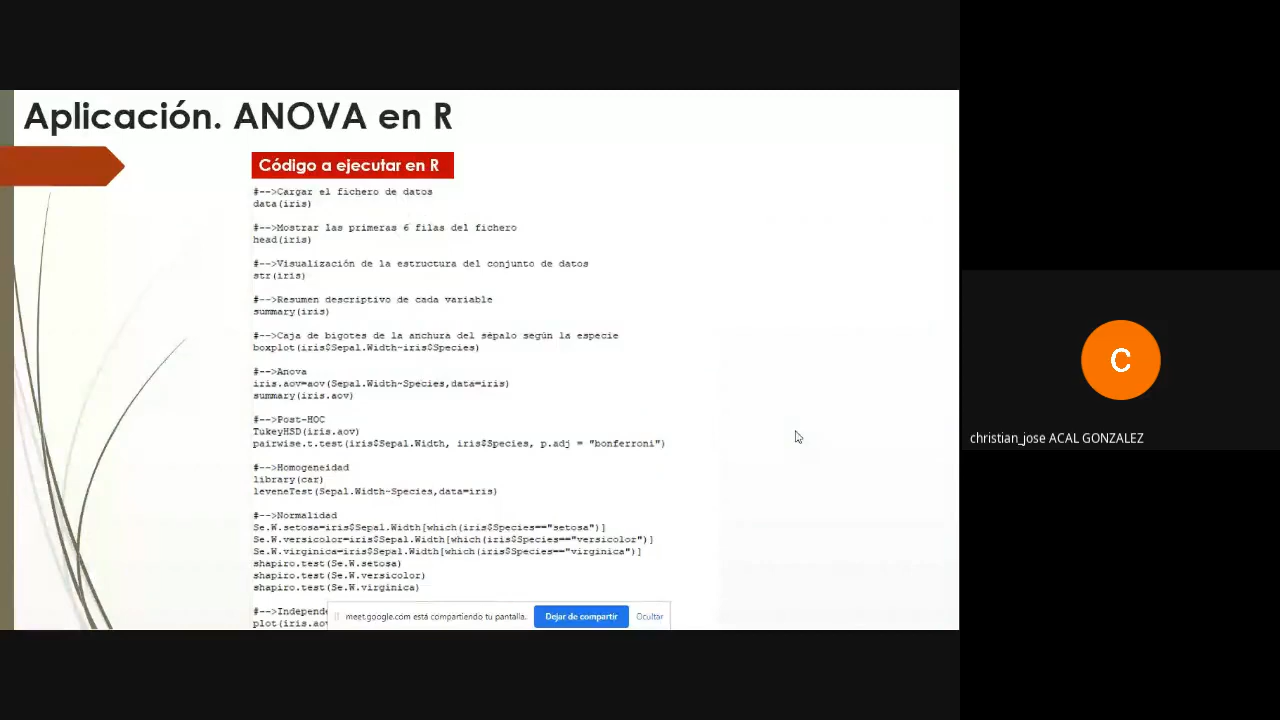 Aplicación. ANOVA en R
Código a ejecutar en R
#-->Cargar el fichero de datos
data(iris)
#-->Mostrar las primeras 6 filas del fichero
head(iris)
#-->Visualización de la estructura del conjunto de datos
str(iris)
#-->Resumen descriptivo de cada variable
summary(iris)
#-->Caja de bigotes de la anchura del sépalo según la especie
boxplot(iris$Sepal.Width~iris$Species)
#-->Anova
iris.aov=aov(Sepal.Width~Species,data=iris)
summary(iris.aov)
#-->Post-HOC
TukeyHSD(iris.aov)
pairwise.t.test(iris$Sepal.Width, iris$Species, p.adj = "bonferroni")
#-->Homogeneidad
library(car)
leveneTest(Sepal.Width~Species,data=iris)
#-->Normalidad
Se.W.setosa=iris$Sepal.Width[which(iris$Species=="setosa")]
Se.W.versicolor=iris$Sepal.Width[which(iris$Species=="versicolor")]
Se.W.virginica=iris$Sepal.Width[which(iris$Species=="virginica")]
shapiro.test(Se.W.setosa)
shapiro.test(Se.W.versicolor)
shapiro.test(Se.W.virginica)
#-->Independe
plot(iris.aov
meet.google.com está compartiendo tu pantalla. Dejar de compartir Ocultar
C
christian_jose ACAL GONZALEZ